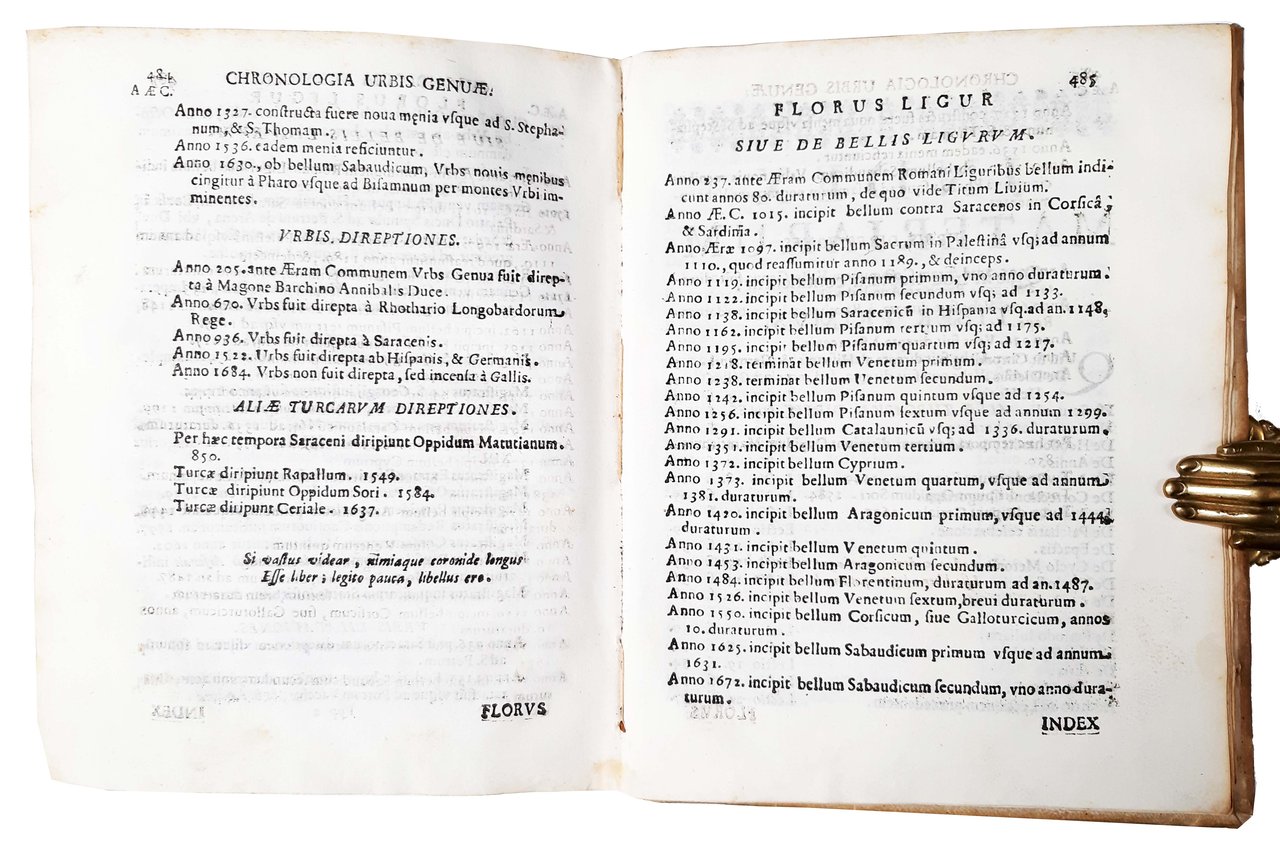 484
CHRONOLOGIA URBIS GENUÆ.
A Æ C.
Anno 1327. constructa fuere noua mẹnia vſque ad S. Stepha-
num, & S. Thomam.
Anno 1536. eadem menia reficiuntur.
Anno 1630., ob bellum Sabaudicum, Vrbs nouis menibus
cingitur à Pharo vſque ad Biſamnum per montes Vrbi im-
minentes.
VRBIS. DIREPTIONES.
Anno 205. ante Æram Communem Vrbs Genua fuit direp-
ta à Magone Barchino Annibalis Duce.
Anno 670. Vrbs fuit direpta à Rhothario Longobardorum
Rege.
Anno 936. Vrbs fuit direpta à Saracenis.
Anno 1522. Urbs fuit direpta ab Hiſpanis, & Germanis.
Anno 1684. Vrbs non fuit direpta, ſed incenſa à Gallis.
ALIÆ TURCARVM DIREPTIONES.
Per hæc tempora Saraceni diripiunt Oppidum Matutianum.
850.
Turcæ diripiunt Rapallum. 1549.
Turcæ diripiunt Oppidum Sori. 1584.
Turcæ diripunt Ceriale. 1637.
Si vaſtus videar, nimiaque coronide longus
Eſſe liber; legito pauca, libellus ero.
FLORVS
485
FLORUS LIGUR
SIUE DE BELLIS LIGVRVM.
Anno 237. ante Æram Communem Romani Liguribus bellum indi-
cunt annos 80. duraturum, de quo vide Titum Livium.
Anno Æ. C. 1015. incipit bellum contra Saracenos in Corſicâ,
& Sardiniâ.
Anno Æræ 1097. incipit bellum Sacrum in Paleſtinâ vſq; ad annum
1110., quod reaſſumitur anno 1189., & deinceps.
Anno 1119. incipit bellum Piſanum primum, vno anno duraturum.
Anno 1122. incipit bellum Piſanum ſecundum vſq; ad 1133.
Anno 1138. incipit bellum Saracenicũ in Hiſpania vſq. ad an. 1148.
Anno 1162. incipit bellum Piſanum tertium vſq; ad 1175.
Anno 1195. incipit bellum Piſanum quartum vſq; ad 1217.
Anno 1218. terminat bellum Venetum primum.
Anno 1238. terminat bellum Uenetum ſecundum.
Anno 1242. incipit bellum Piſanum quintum vſque ad 1254.
Anno 1256. incipit bellum Piſanum ſextum vſque ad annum 1299.
Anno 1291. incipit bellum Catalaunicũ vſq; ad 1336. duraturum.
Anno 1351. incipit bellum Venetum tertium.
Anno 1372. incipit bellum Cyprium.
Anno 1373. incipit bellum Venetum quartum, vſque ad annum
1381. duraturum.
Anno 1420. incipit bellum Aragonicum primum, vſque ad 1444.
duraturum.
Anno 1431. incipit bellum Venetum quintum.
Anno 1453. incipit bellum Aragonicum ſecundum.
Anno 1484. incipit bellum Florentinum, duraturum ad an. 1487.
Anno 1526. incipit bellum Venetum ſextum, breui duraturum.
Anno 1550. incipit bellum Corſicum, ſiue Galloturcicum, annos
10. duraturum.
Anno 1625. incipit bellum Sabaudicum primum vſque ad annum
1631.
Anno 1672. incipit bellum Sabaudicum ſecundum, vno anno dura-
turum.
INDEX